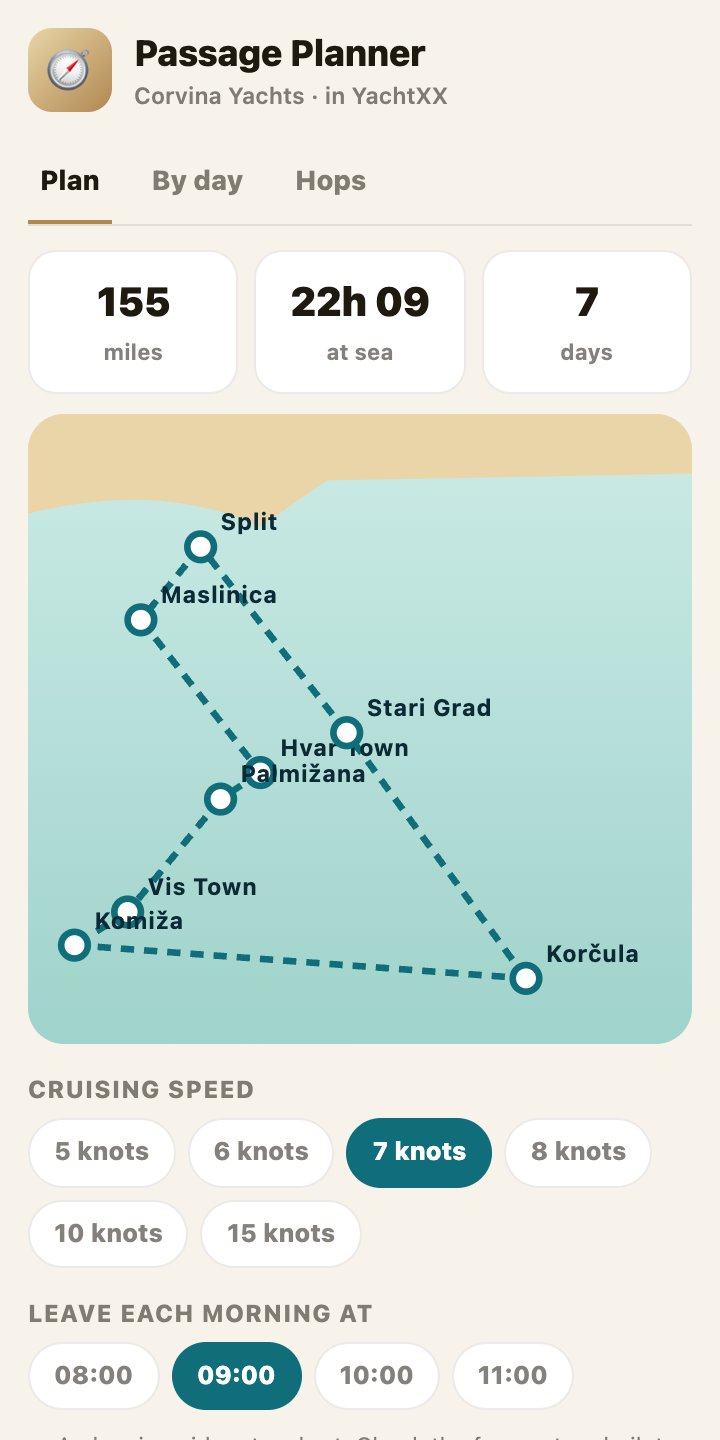 Passage Planner
Corvina Yachts · in YachtXX
Plan By day Hops
155 22h 09 7
miles at sea days
Split
Maslinica
Stari Grad
Hvar Town
Palmižana
Vis Town
Komiža
Korčula
CRUISING SPEED
5 knots 6 knots 7 knots 8 knots
10 knots 15 knots
LEAVE EACH MORNING AT
08:00 09:00 10:00 11:00